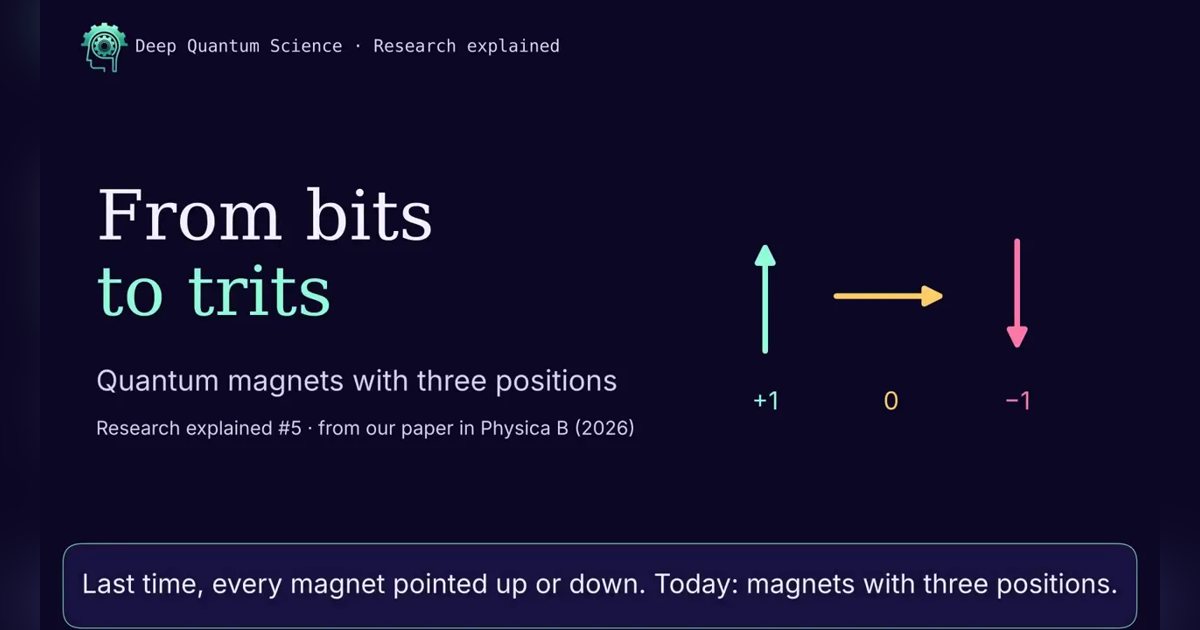 Deep Quantum Science · Research explained
From bits
to trits
Quantum magnets with three positions
Research explained #5 · from our paper in Physica B (2026)
+1 0 −1
Last time, every magnet pointed up or down. Today: magnets with three positions.